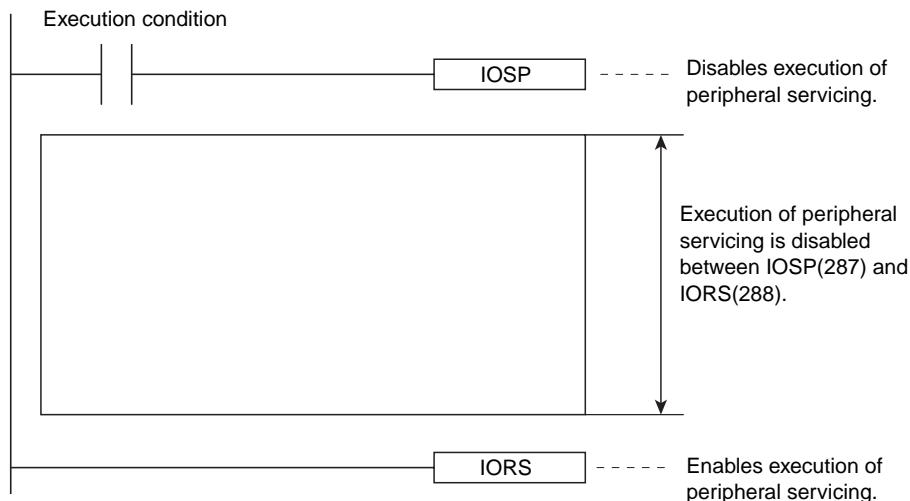 Execution condition
IOSP
Disables execution of
peripheral servicing.
Execution of peripheral
servicing is disabled
between IOSP(287) and
IORS(288).
IORS
Enables execution of
peripheral servicing.